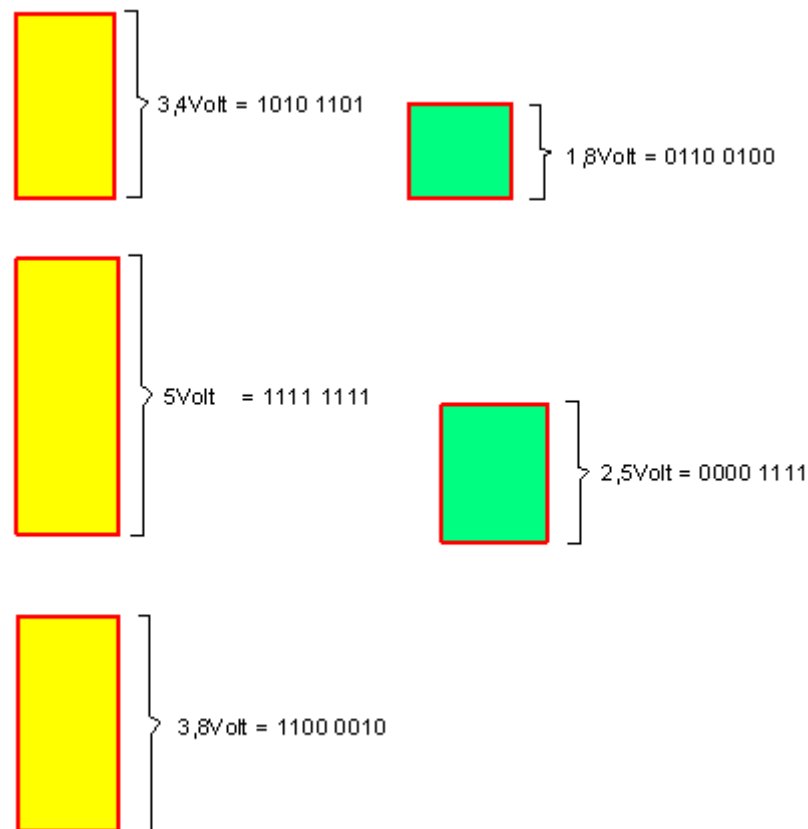 3,4Volt = 1010 1101
1,8Volt = 0110 0100
5Volt = 1111 1111
2,5Volt = 0000 1111
3,8Volt = 1100 0010